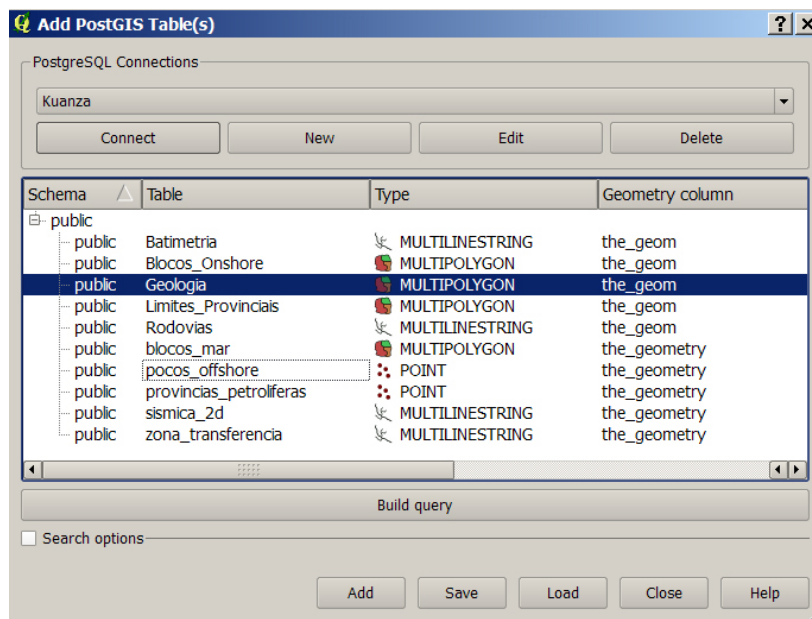 Add PostGIS Table(s)
PostgreSQL Connections
Kuanza
Connect New Edit Delete
Schema Table Type Geometry column
public
public Batimetria MULTILINESTRING the_geom
public Blocos_Onshore MULTIPOLYGON the_geom
public Geologia MULTIPOLYGON the_geom
public Limites_Provinciais MULTIPOLYGON the_geom
public Rodovias MULTILINESTRING the_geom
public blocos_mar MULTIPOLYGON the_geometry
public pocos_offshore POINT the_geometry
public provincias_petroliferas POINT the_geometry
public sismica_2d MULTILINESTRING the_geometry
public zona_transferencia MULTILINESTRING the_geometry
Build query
Search options
Add Save Load Close Help